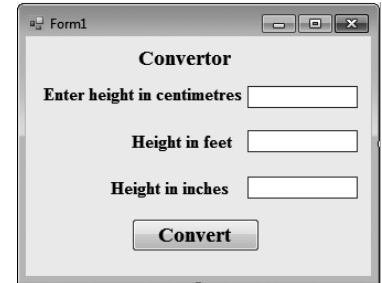 Form1
Convertor
Enter height in centimetres
Height in feet
Height in inches
Convert